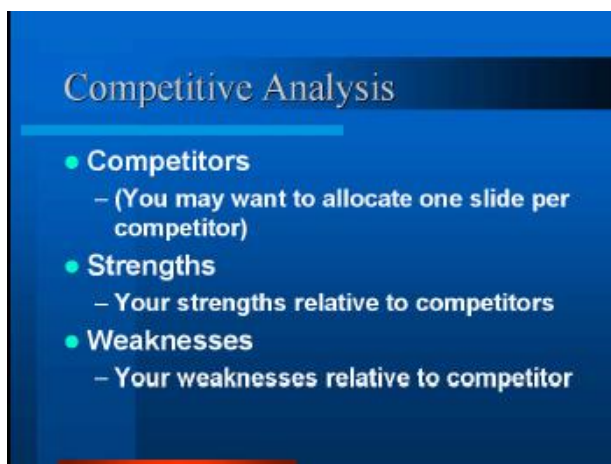 Competitive Analysis
• Competitors
– (You may want to allocate one slide per
competitor)
• Strengths
– Your strengths relative to competitors
• Weaknesses
– Your weaknesses relative to competitor